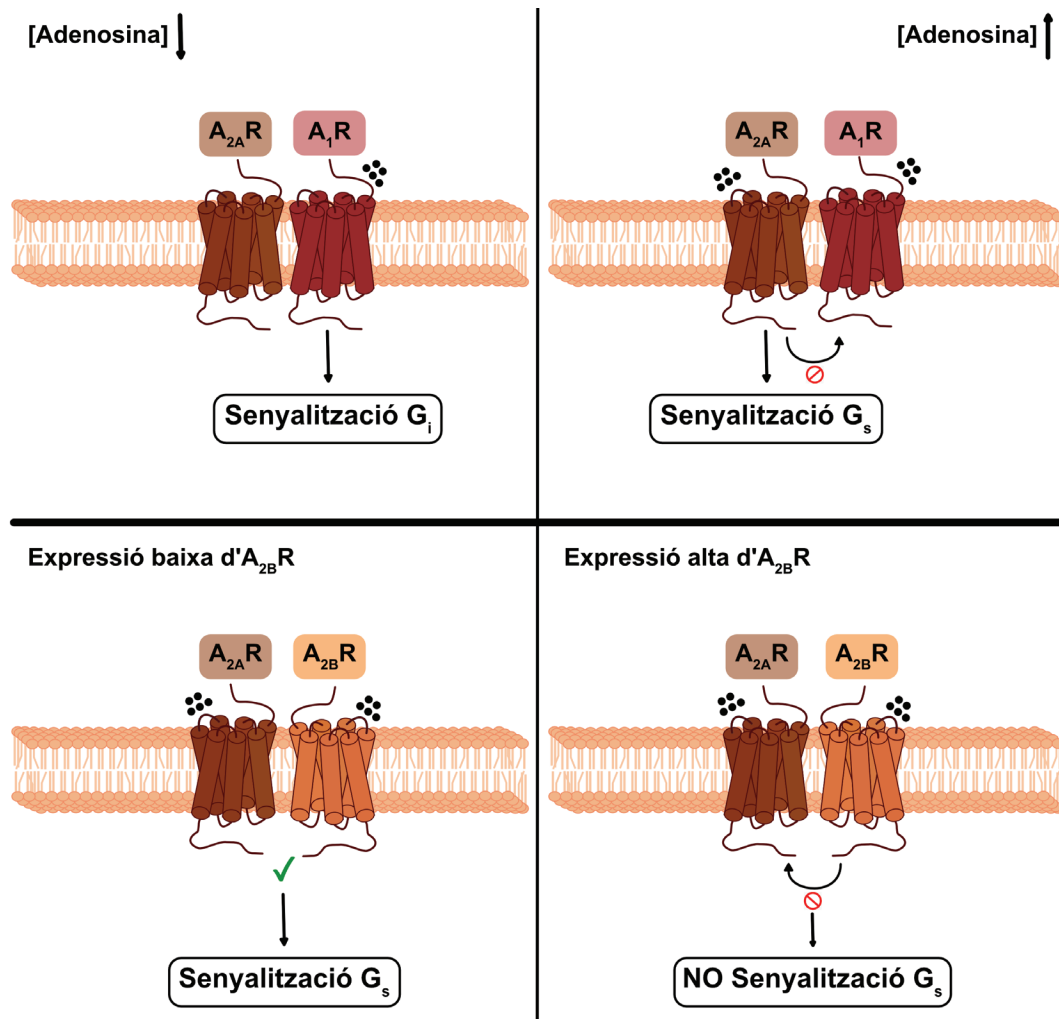 [Adenosina]
A2AR
A1R
Senyalització Gi
[Adenosina]
A2AR
A1R
Senyalització Gs
Expressió baixa d'A2BR
A2AR
A2BR
Senyalització Gs
Expressió alta d'A2BR
A2AR
A2BR
NO Senyalització Gs